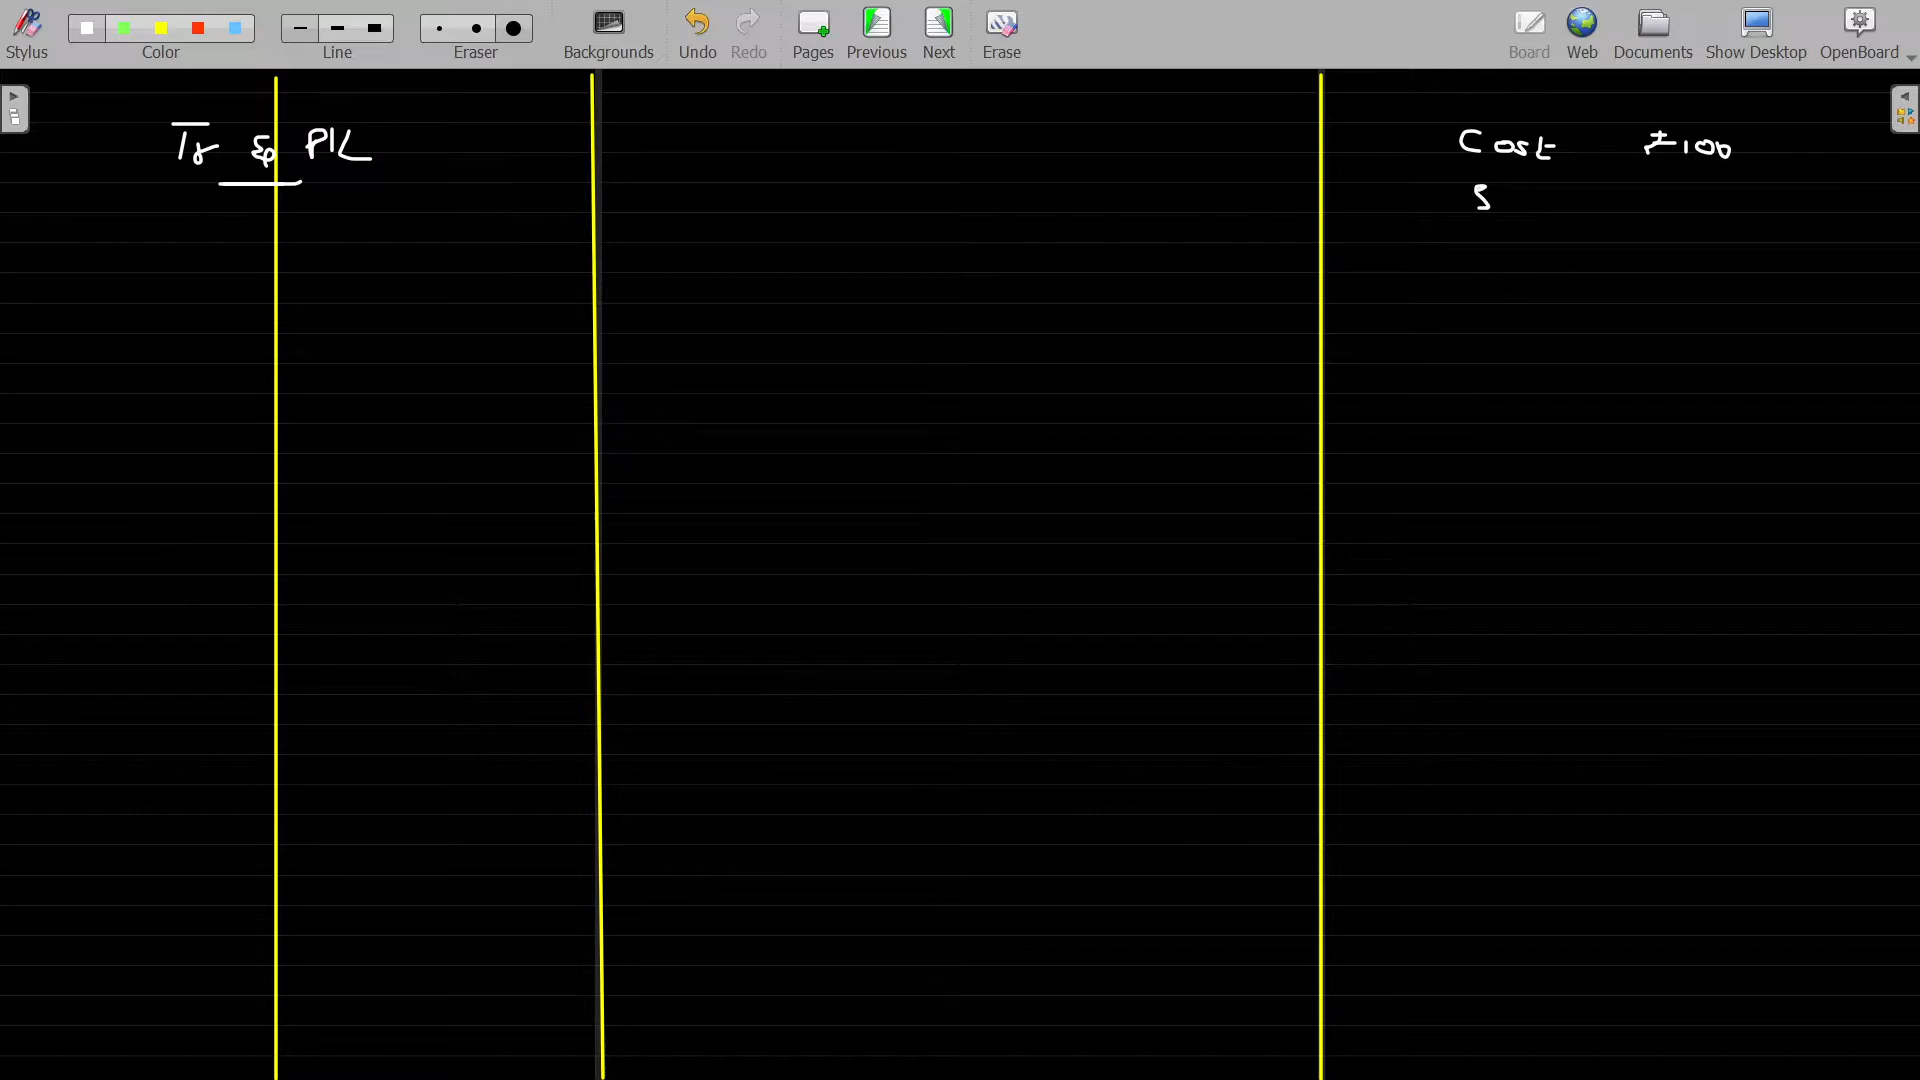 Stylus Color Line Eraser Backgrounds Undo Redo Pages Previous Next Erase Board Web Documents Show Desktop OpenBoard
Tr & P/L
Cost ₹100
S